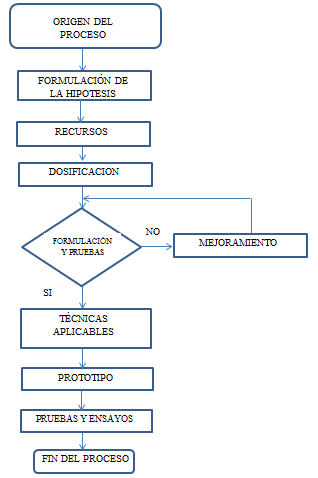 ORIGEN DEL
PROCESO
FORMULACIÓN DE
LA HIPOTESIS
RECURSOS
DOSIFICACIÓN
FORMULACIÓN
Y PRUEBAS
NO
MEJORAMIENTO
SI
TÉCNICAS
APLICABLES
PROTOTIPO
PRUEBAS Y ENSAYOS
FIN DEL PROCESO